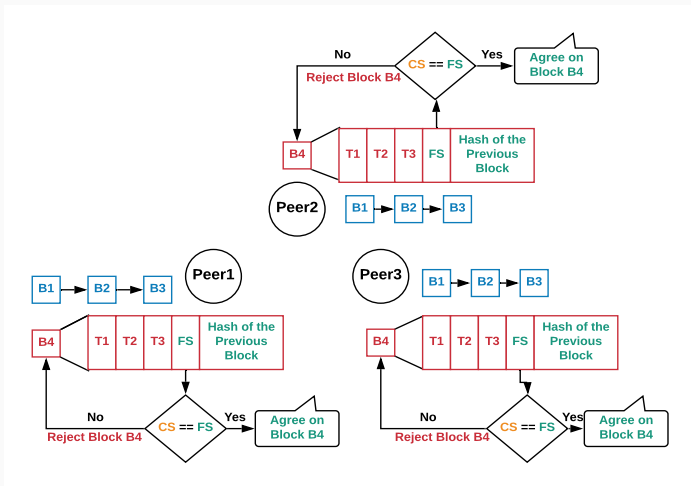 No
Yes
CS == FS
Reject Block B4
Agree on
Block B4
B4
T1
T2
T3
FS
Hash of the
Previous
Block
Peer2
B1
B2
B3
Peer1
B1
B2
B3
B4
T1
T2
T3
FS
Hash of the
Previous
Block
No
Yes
CS == FS
Reject Block B4
Agree on
Block B4
Peer3
B1
B2
B3
B4
T1
T2
T3
FS
Hash of the
Previous
Block
No
Yes
CS == FS
Reject Block B4
Agree on
Block B4